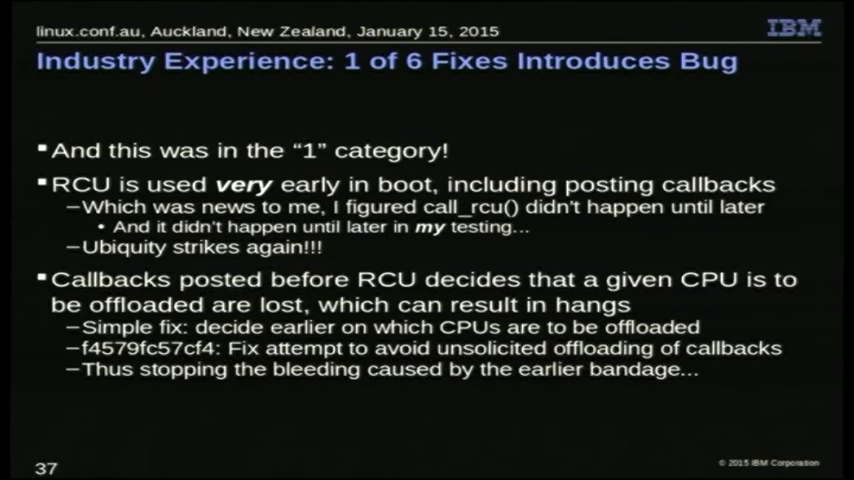 linux.conf.au, Auckland, New Zealand, January 15, 2015
IBM
Industry Experience: 1 of 6 Fixes Introduces Bug
▪And this was in the “1” category!
▪RCU is used very early in boot, including posting callbacks
–Which was news to me, I figured call_rcu() didn't happen until later
• And it didn't happen until later in my testing...
–Ubiquity strikes again!!!
▪Callbacks posted before RCU decides that a given CPU is to
be offloaded are lost, which can result in hangs
–Simple fix: decide earlier on which CPUs are to be offloaded
–f4579fc57cf4: Fix attempt to avoid unsolicited offloading of callbacks
–Thus stopping the bleeding caused by the earlier bandage...
37
© 2015 IBM Corporation